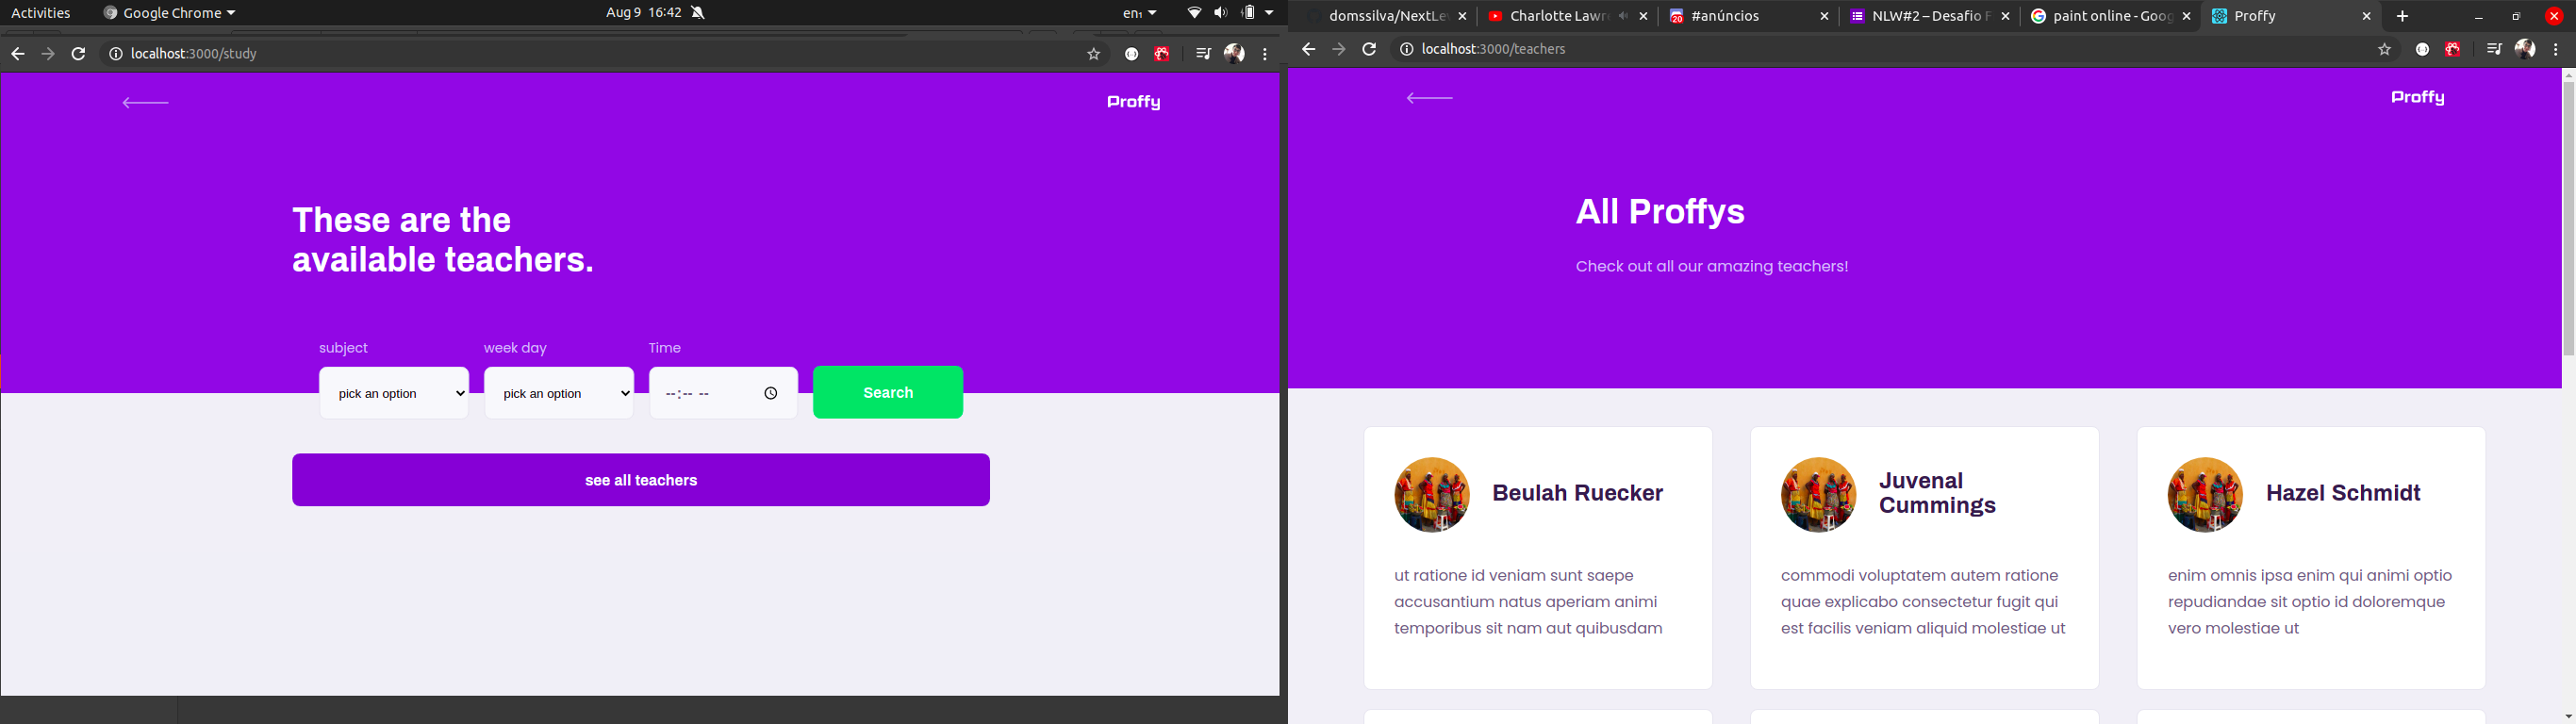 Activities
Google Chrome
Aug 9 16:42
en₁
localhost:3000/study
Proffy
These are the
available teachers.
subject
week day
Time
pick an option
pick an option
--:-- --
Search
see all teachers
domssilva/NextLe
Charlotte Lawr
#anúncios
NLW#2 – Desafio F
paint online - Goog
Proffy
localhost:3000/teachers
Proffy
All Proffys
Check out all our amazing teachers!
Beulah Ruecker
ut ratione id veniam sunt saepe
accusantium natus aperiam animi
temporibus sit nam aut quibusdam
Juvenal
Cummings
commodi voluptatem autem ratione
quae explicabo consectetur fugit qui
est facilis veniam aliquid molestiae ut
Hazel Schmidt
enim omnis ipsa enim qui animi optio
repudiandae sit optio id doloremque
vero molestiae ut